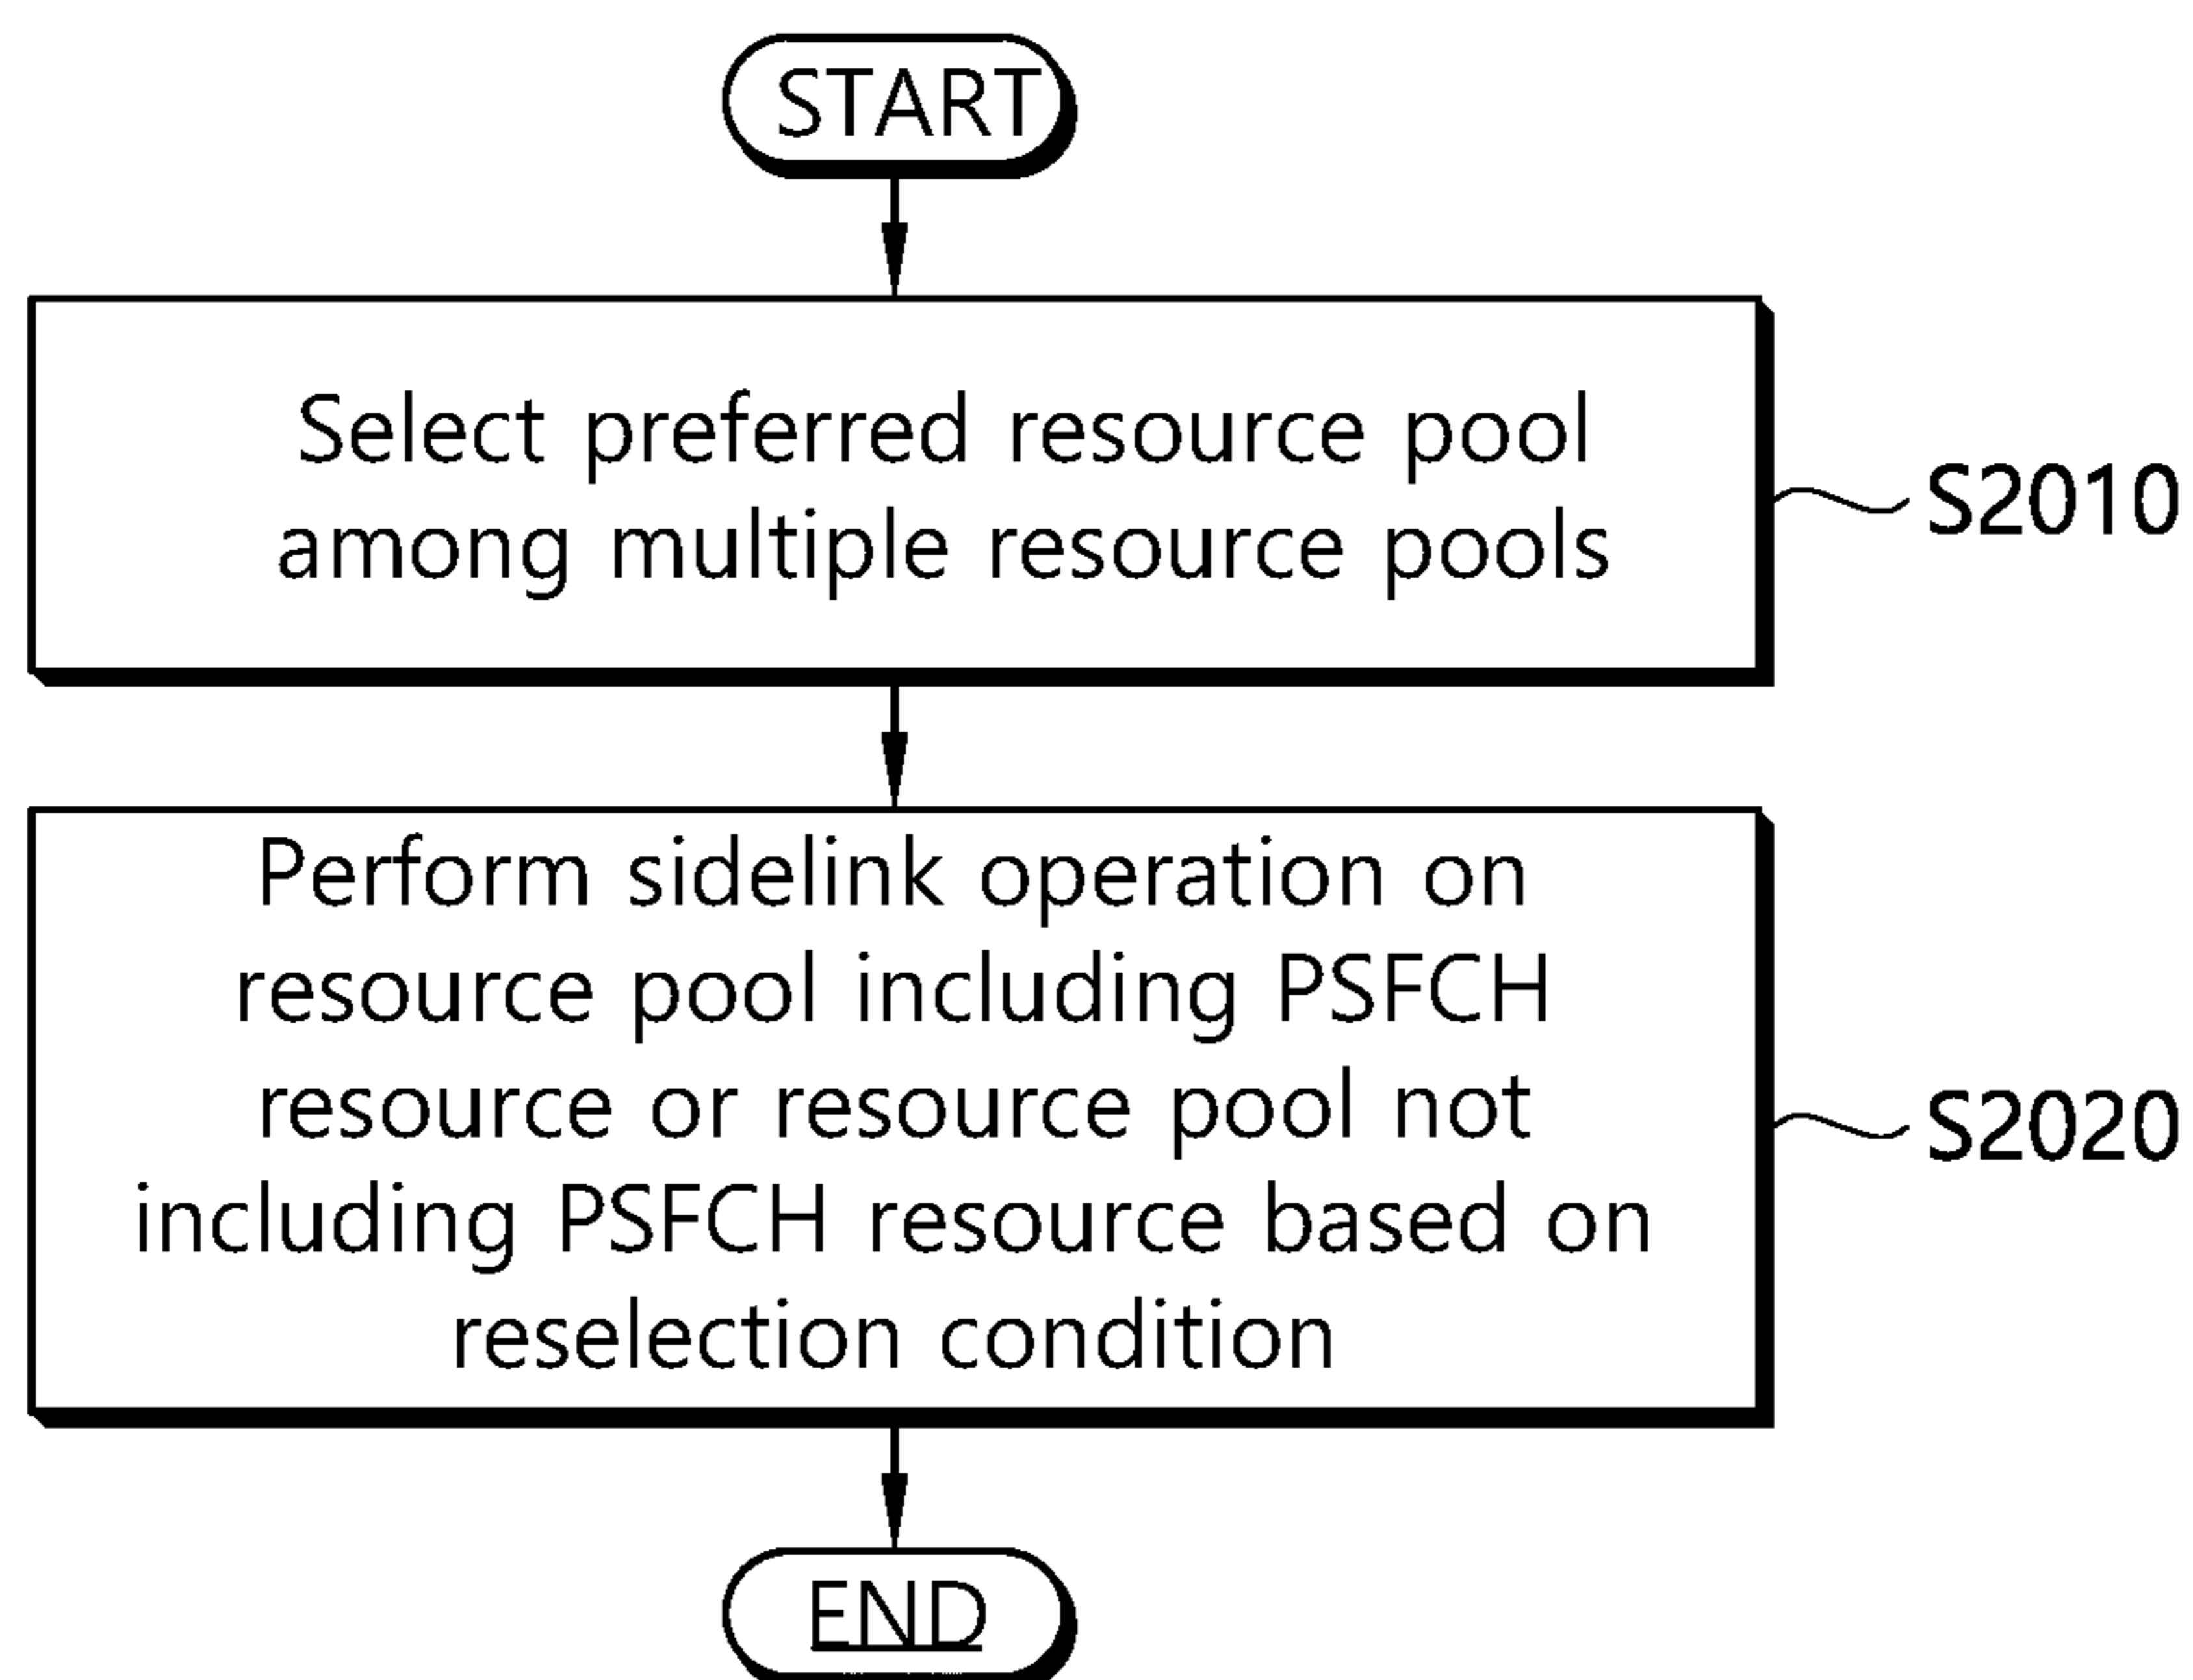 START
Select preferred resource pool
among multiple resource pools
S2010
Perform sidelink operation on
resource pool including PSFCH
resource or resource pool not
including PSFCH resource based on
reselection condition
S2020
END